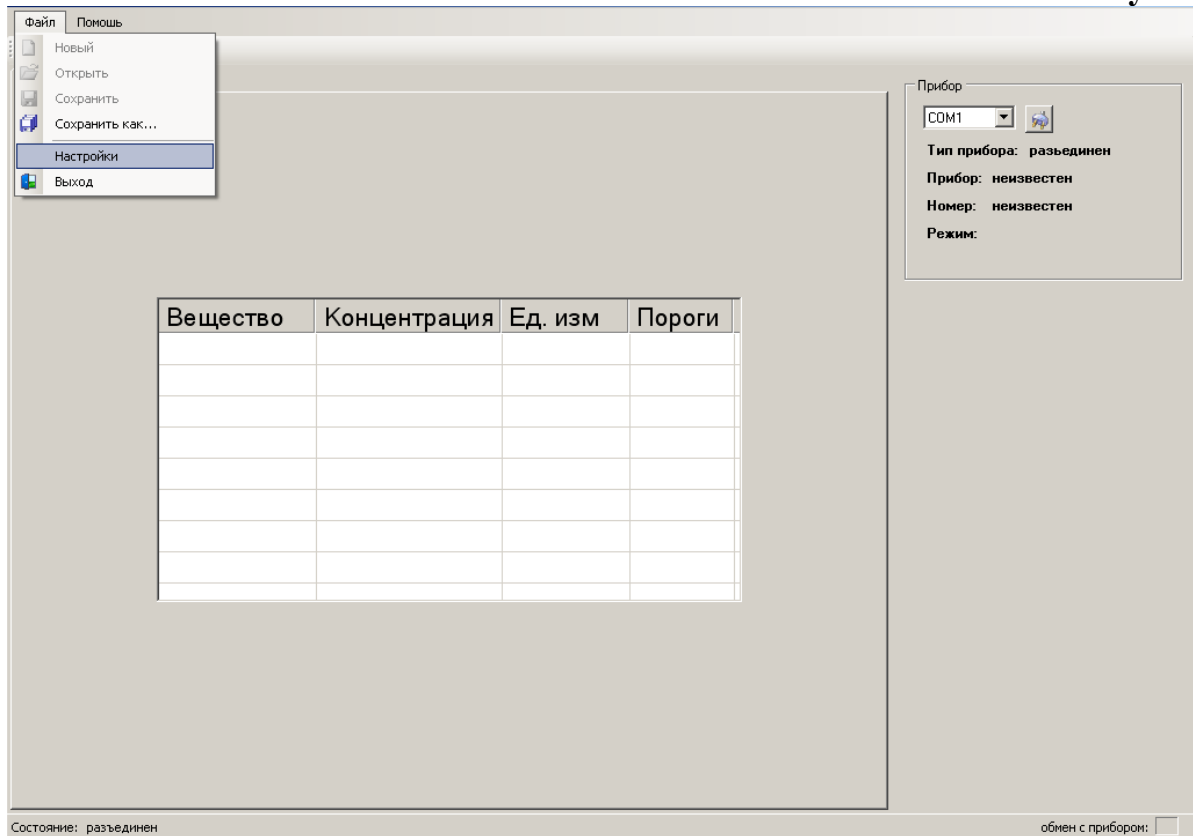 Файл Помошь
Новый
Открыть
Сохранить
Сохранить как...
Настройки
Выход
Прибор
COM1
Тип прибора: разьединен
Прибор: неизвестен
Номер: неизвестен
Режим:
Вещество Концентрация Ед. изм Пороги
Состояние: разъединен обмен с прибором: